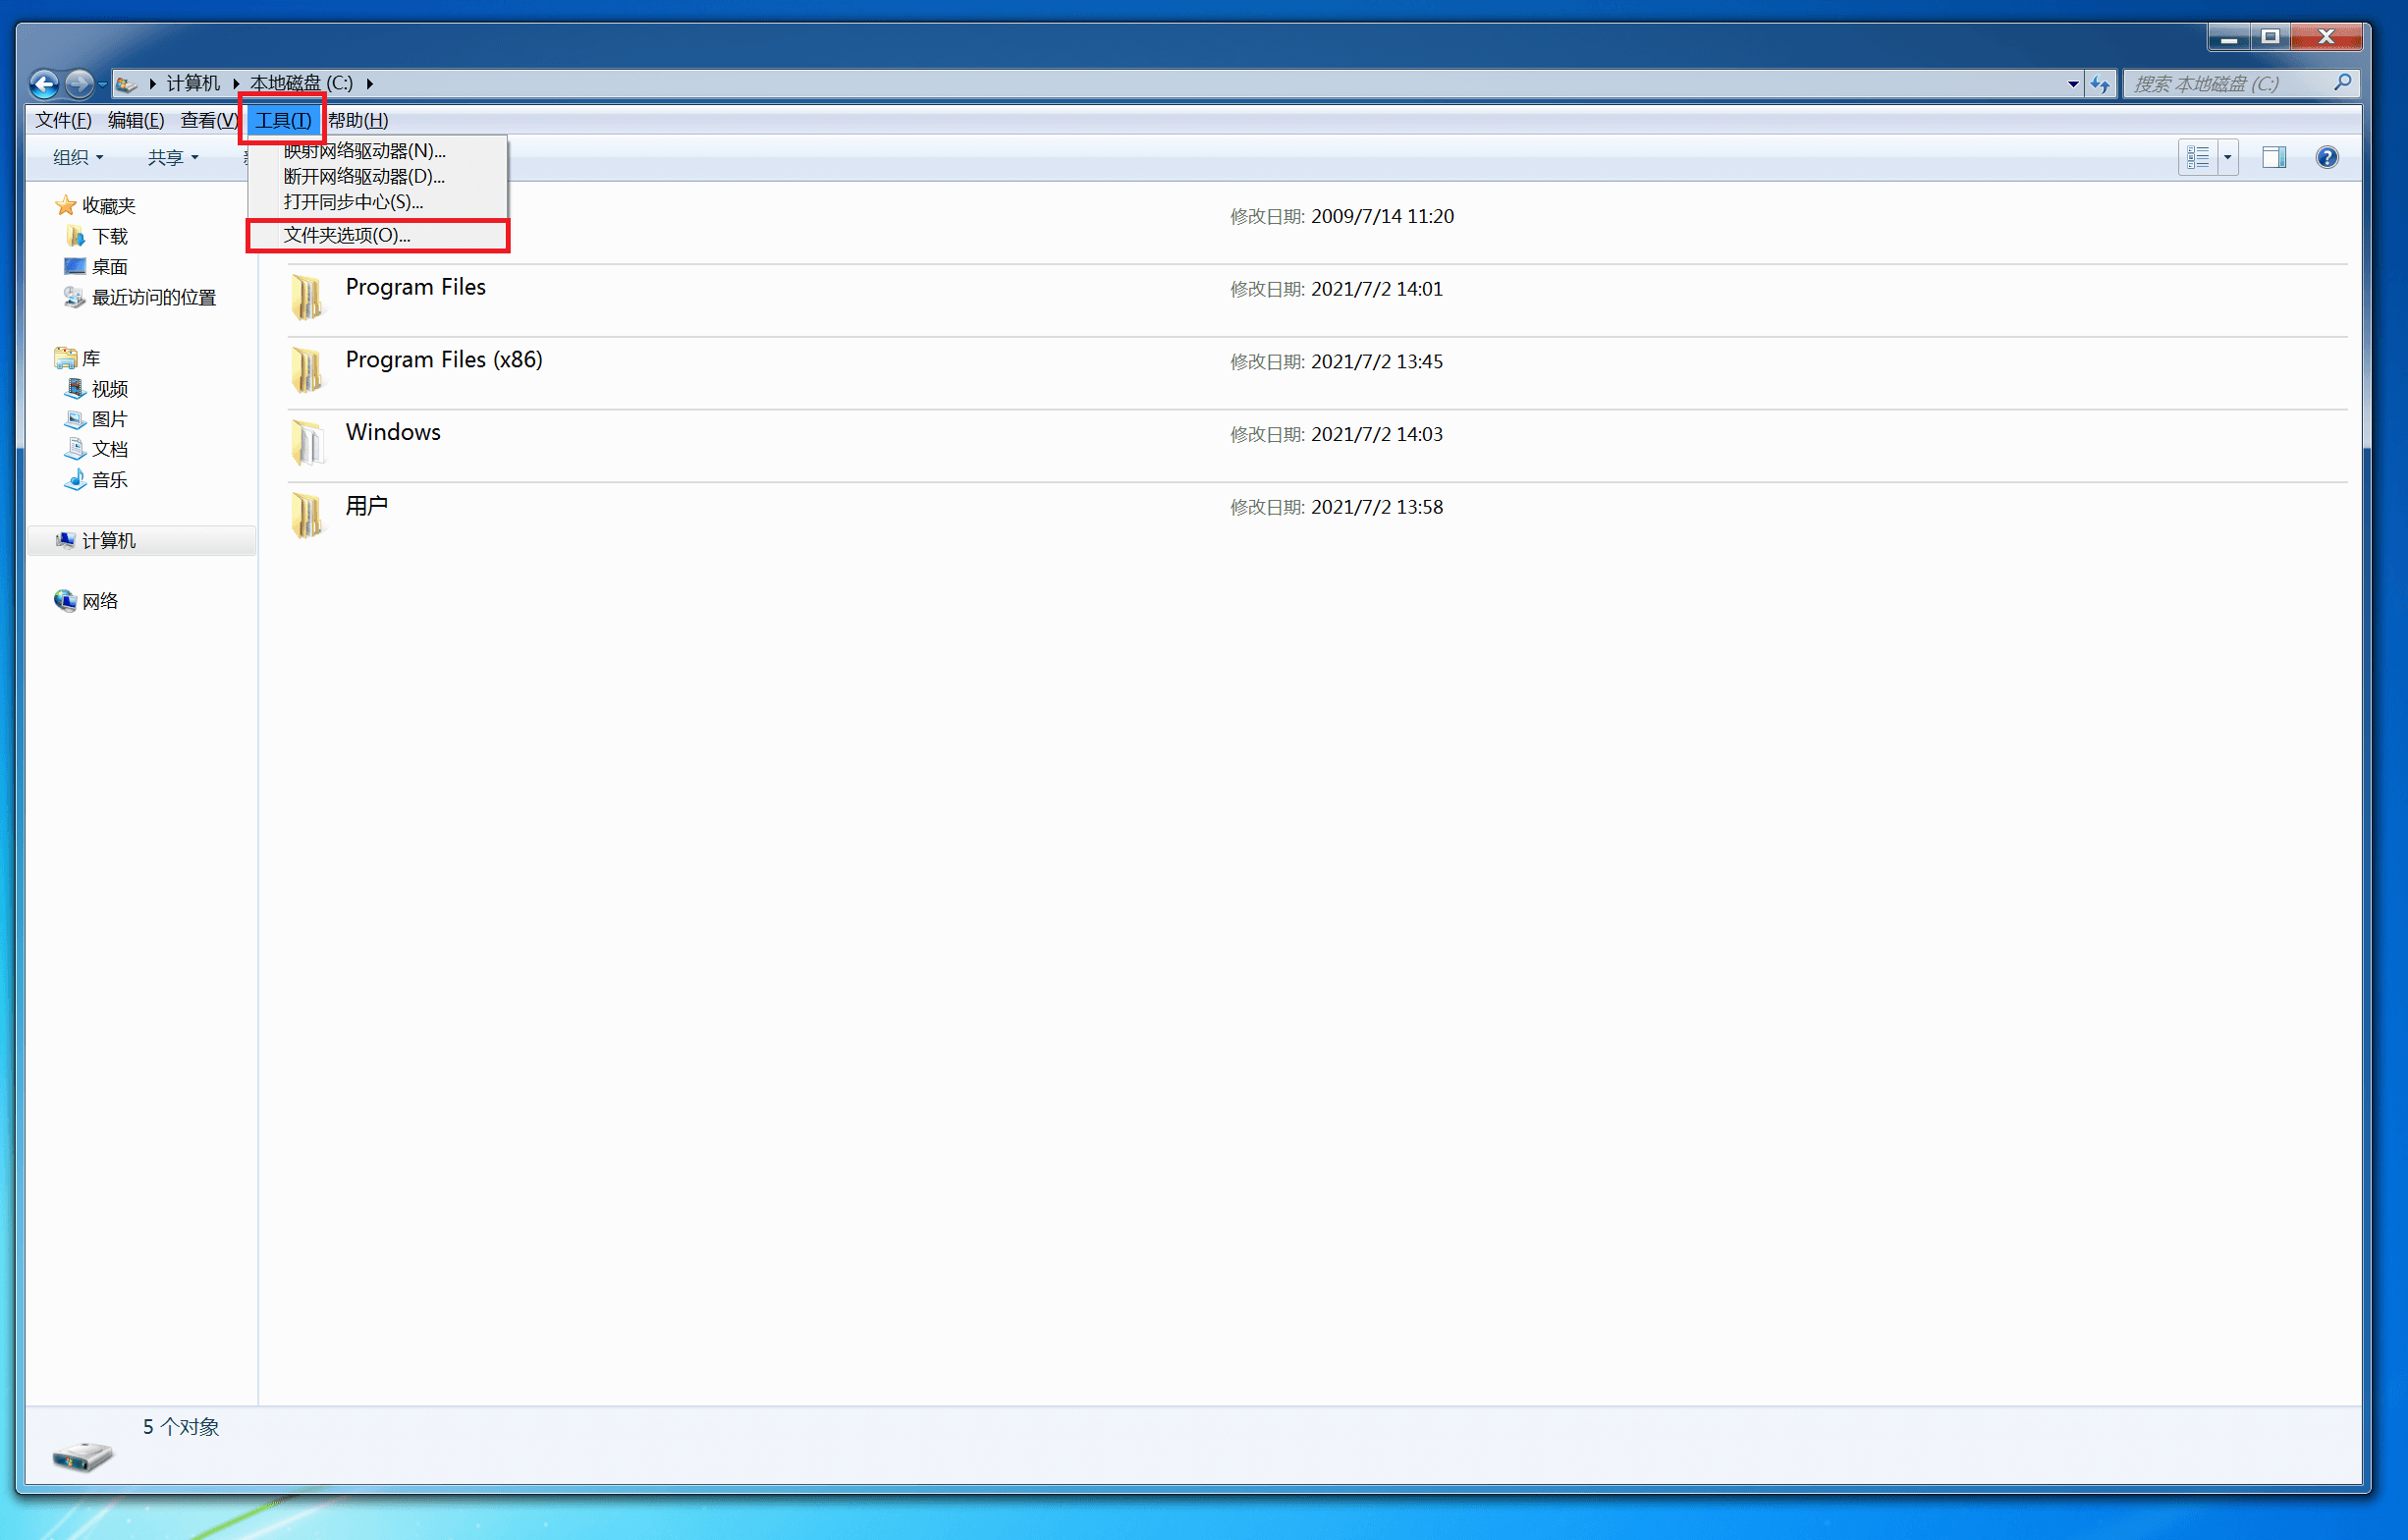 计算机 本地磁盘 (C:)
搜索 本地磁盘 (C:)
文件(F) 编辑(E) 查看(V) 工具(T) 帮助(H)
组织 共享
映射网络驱动器(N)...
断开网络驱动器(D)...
打开同步中心(S)...
文件夹选项(O)...
收藏夹
下载
桌面
最近访问的位置
库
视频
图片
文档
音乐
计算机
网络
修改日期: 2009/7/14 11:20
Program Files 修改日期: 2021/7/2 14:01
Program Files (x86) 修改日期: 2021/7/2 13:45
Windows 修改日期: 2021/7/2 14:03
用户 修改日期: 2021/7/2 13:58
5 个对象